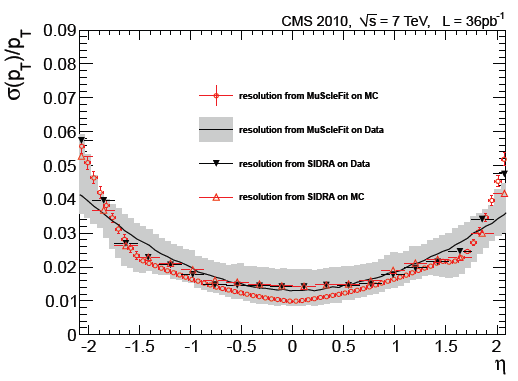 CMS 2010, √s = 7 TeV, L = 36pb⁻¹
σ(p_T)/p_T
0.09
0.08
0.07
0.06
0.05
0.04
0.03
0.02
0.01
0
resolution from MuScleFit on MC
resolution from MuScleFit on Data
resolution from SIDRA on Data
resolution from SIDRA on MC
-2 -1.5 -1 -0.5 0 0.5 1 1.5 2
η